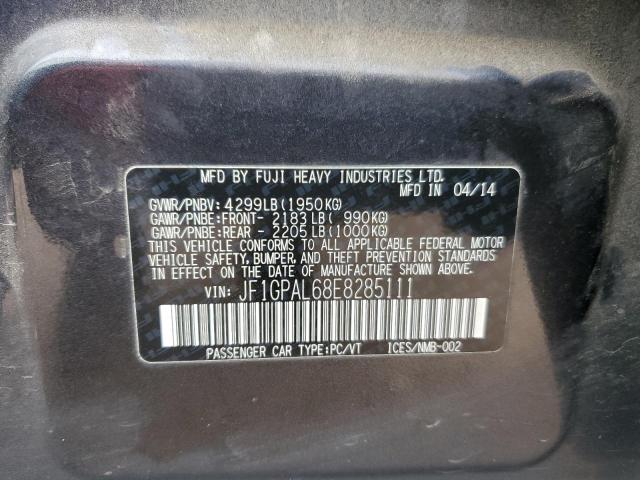 MFD BY FUJI HEAVY INDUSTRIES LTD.
MFD IN 04/14
GVWR/PNBV: 4299LB(1950KG)
GAWR/PNBE:FRONT- 2183LB( 990KG)
GAWR/PNBE:REAR - 2205LB(1000KG)
THIS VEHICLE CONFORMS TO ALL APPLICABLE FEDERAL MOTOR
VEHICLE SAFETY, BUMPER, AND THEFT PREVENTION STANDARDS
IN EFFECT ON THE DATE OF MANUFACTURE SHOWN ABOVE.
VIN: JF1GPAL68E8285111
PASSENGER CAR TYPE:PC/VT ICES/NMB-002